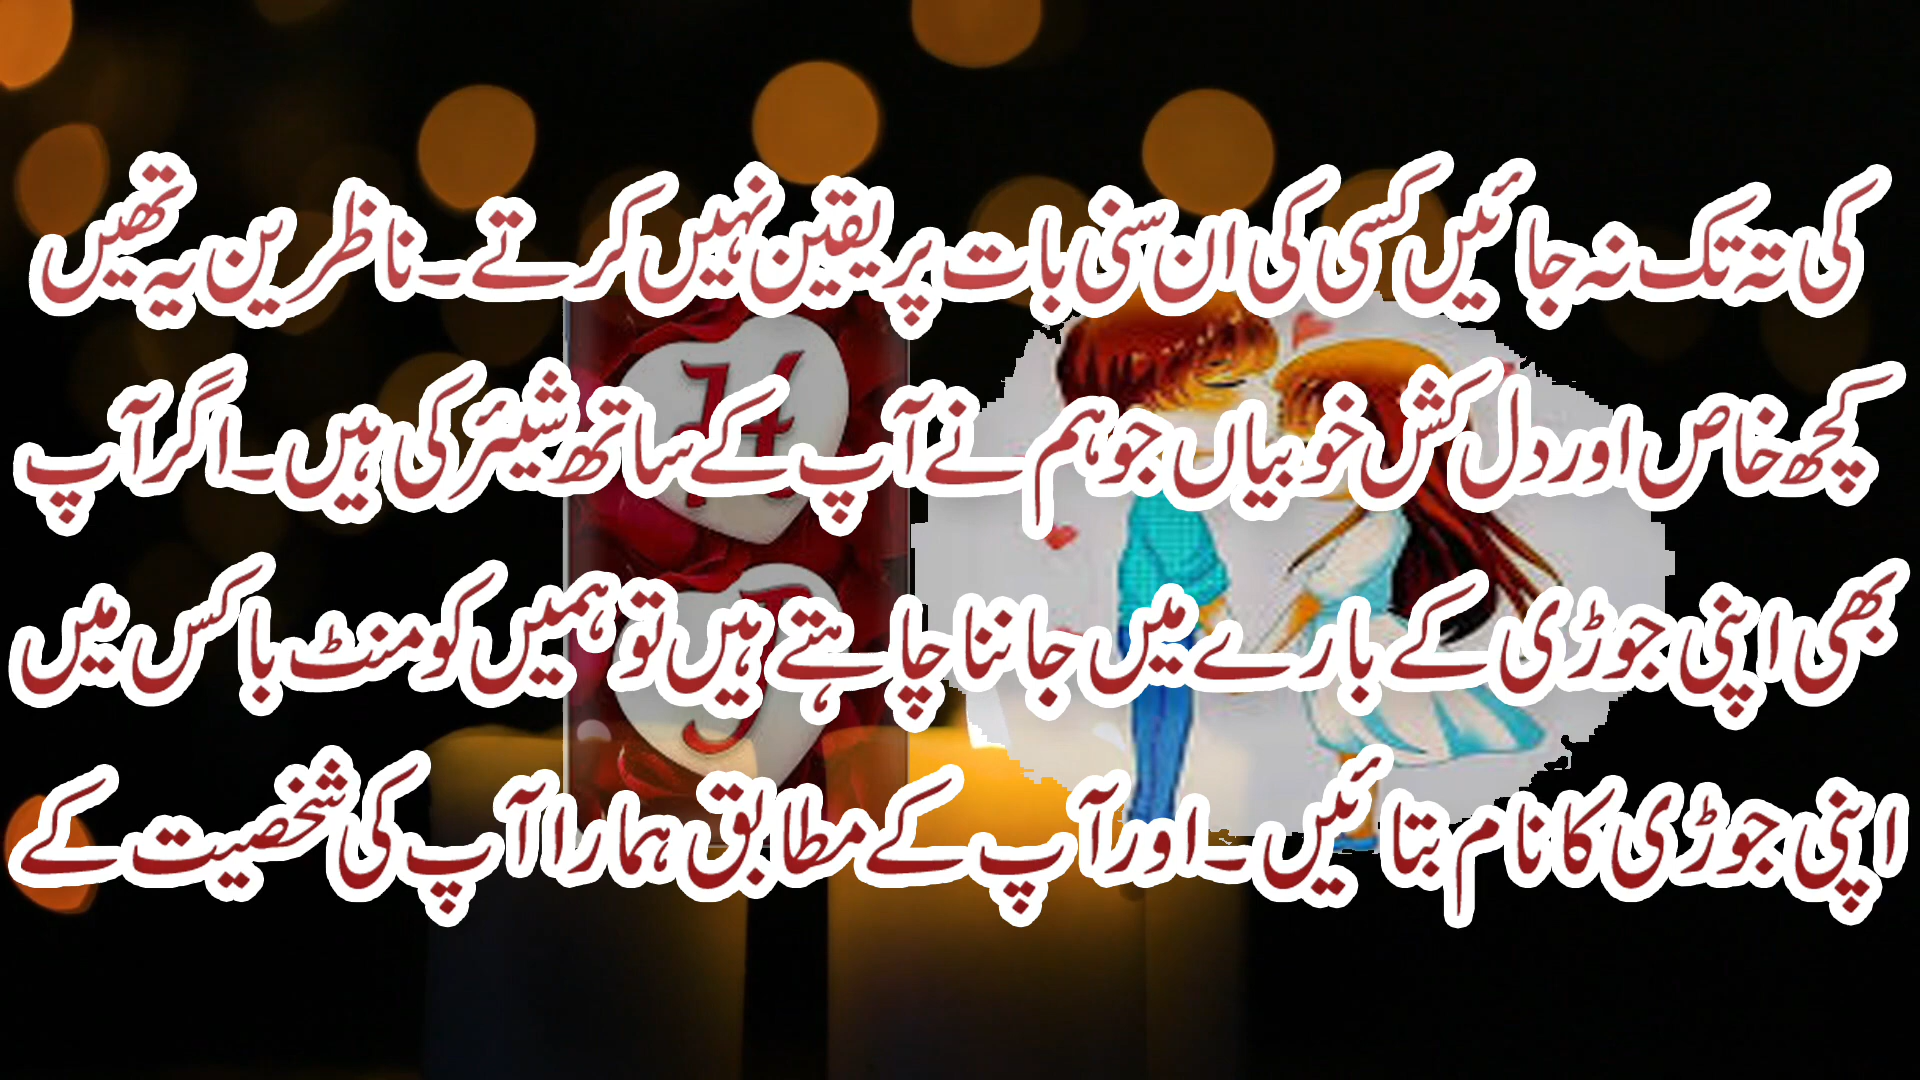 کی تہ تک نہ جائیں کسی کی ان سنی بات پر یقین نہیں کرتے۔ ناظرین یہ تھیں
کچھ خاص اور دل کش خوبیاں جو ہم نے آپ کے ساتھ شیئر کی ہیں۔ اگر آپ
بھی اپنی جوڑی کے بارے میں جاننا چاہتے ہیں تو ہمیں کومنٹ باکس میں
اپنی جوڑی کا نام بتائیں۔ اور آپ کے مطابق ہمارا آپ کی شخصیت کے
H
J